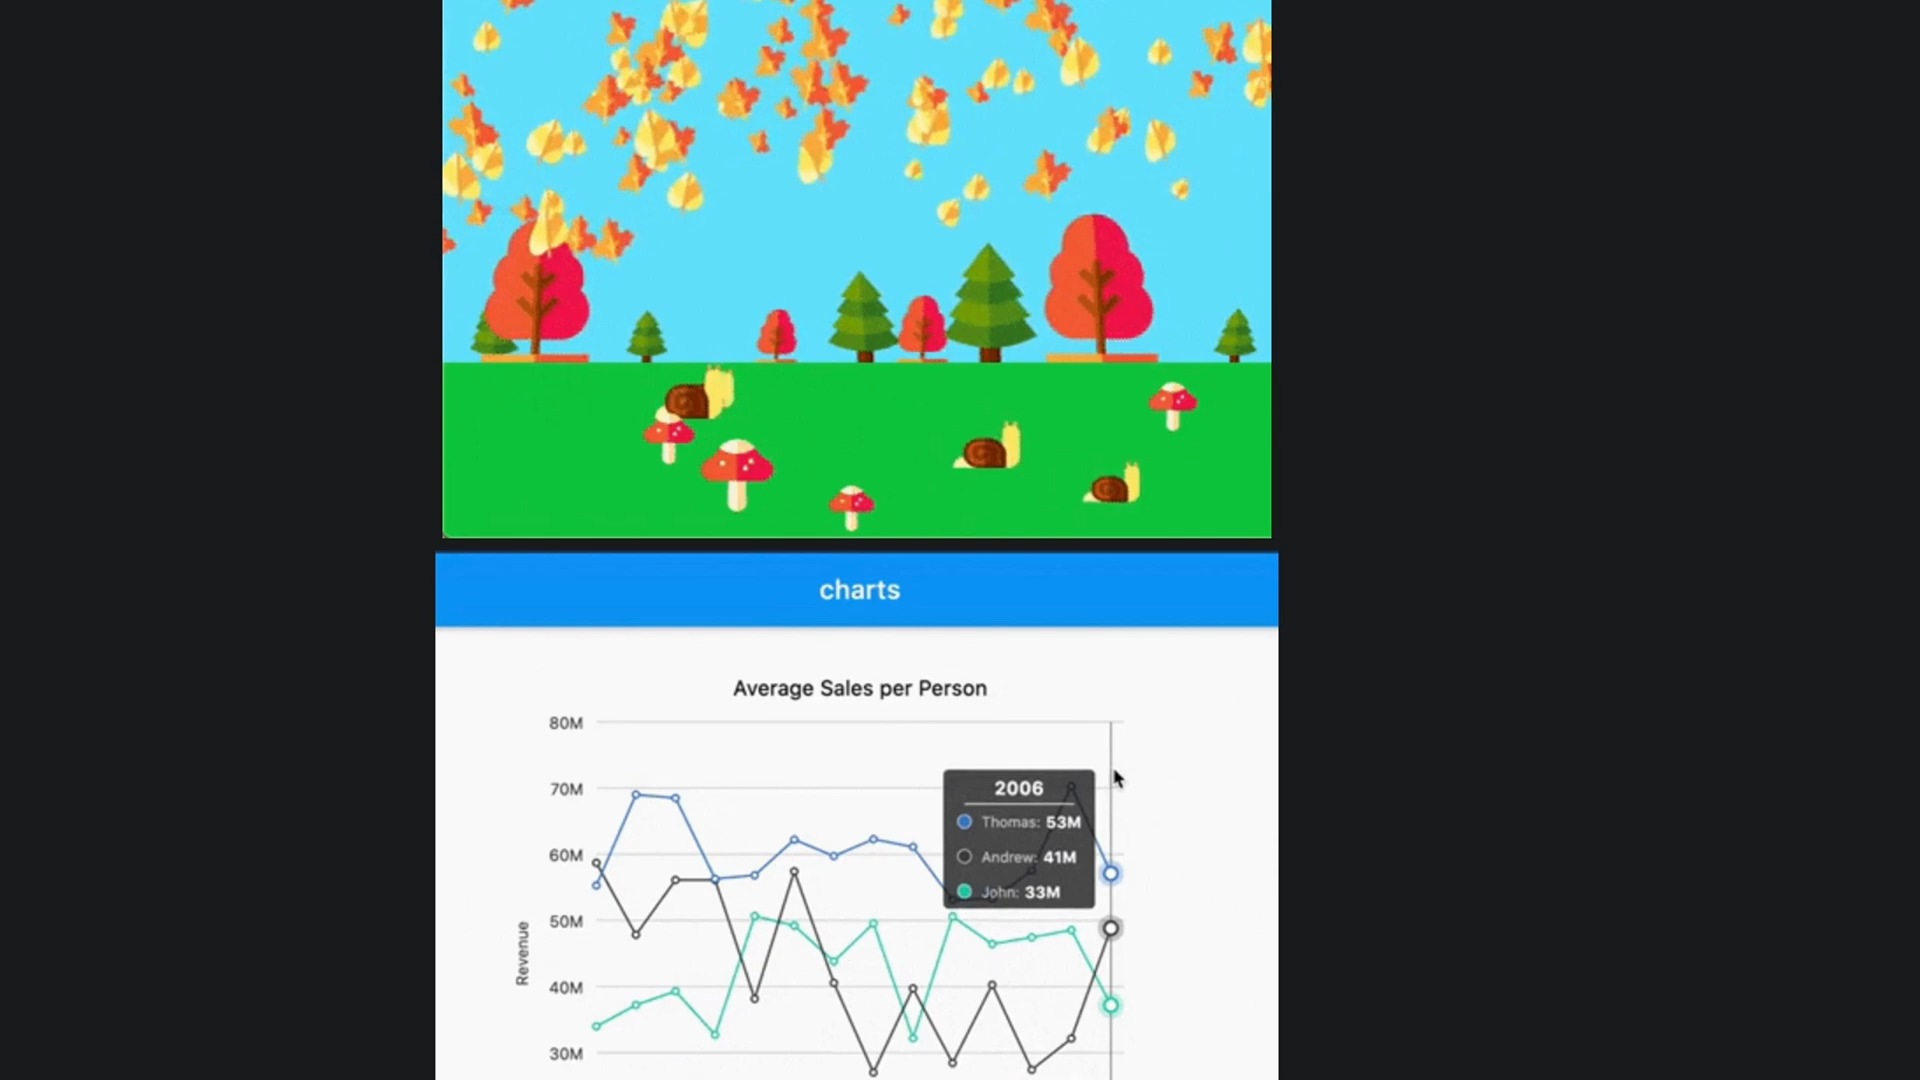 charts
Average Sales per Person
80M
70M
60M
50M
40M
30M
Revenue
2006
Thomas: 53M
Andrew: 41M
John: 33M